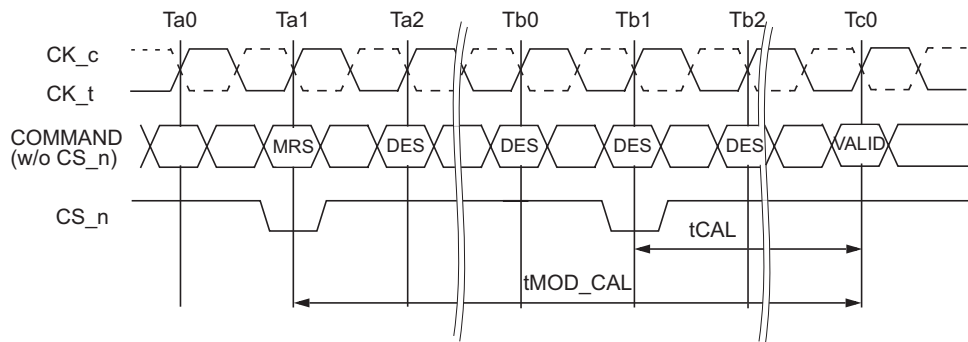 Ta0 Ta1 Ta2 Tb0 Tb1 Tb2 Tc0
CK_c
CK_t
COMMAND
(w/o CS_n)
MRS DES DES DES DES VALID
CS_n
tCAL
tMOD_CAL